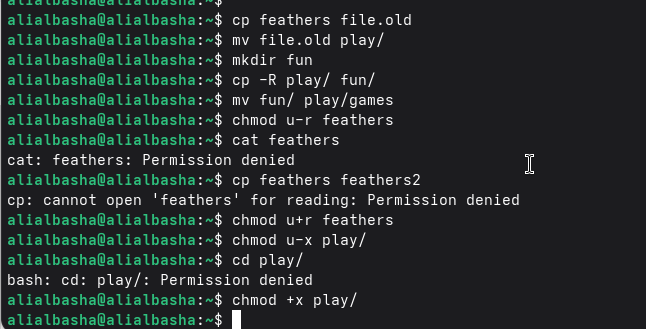 alialbasha@alialbasha:~$
alialbasha@alialbasha:~$ cp feathers file.old
alialbasha@alialbasha:~$ mv file.old play/
alialbasha@alialbasha:~$ mkdir fun
alialbasha@alialbasha:~$ cp -R play/ fun/
alialbasha@alialbasha:~$ mv fun/ play/games
alialbasha@alialbasha:~$ chmod u-r feathers
alialbasha@alialbasha:~$ cat feathers
cat: feathers: Permission denied
alialbasha@alialbasha:~$ cp feathers feathers2
cp: cannot open 'feathers' for reading: Permission denied
alialbasha@alialbasha:~$ chmod u+r feathers
alialbasha@alialbasha:~$ chmod u-x play/
alialbasha@alialbasha:~$ cd play/
bash: cd: play/: Permission denied
alialbasha@alialbasha:~$ chmod +x play/
alialbasha@alialbasha:~$